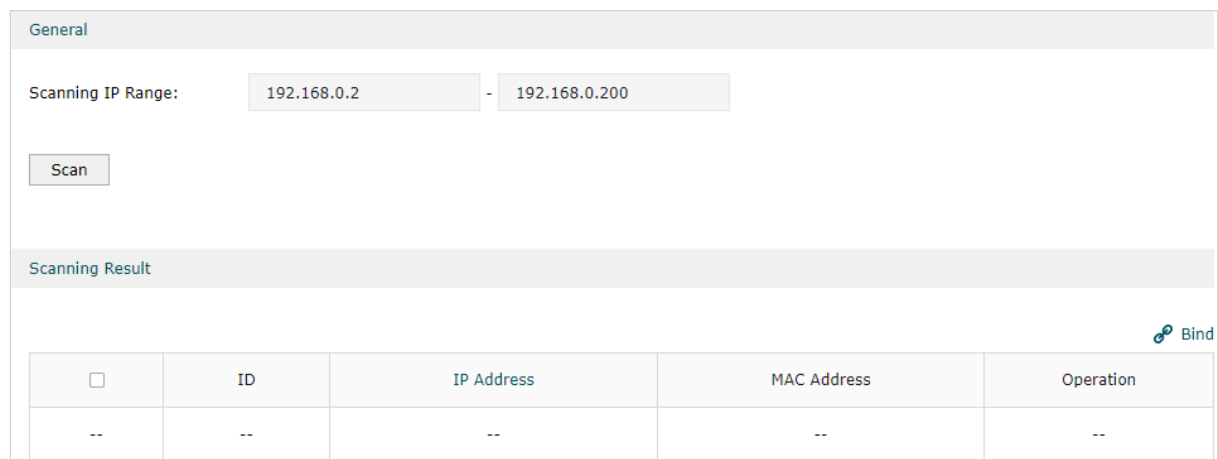 General
Scanning IP Range: 192.168.0.2 - 192.168.0.200
Scan
Scanning Result
Bind
ID IP Address MAC Address Operation
-- -- -- -- --